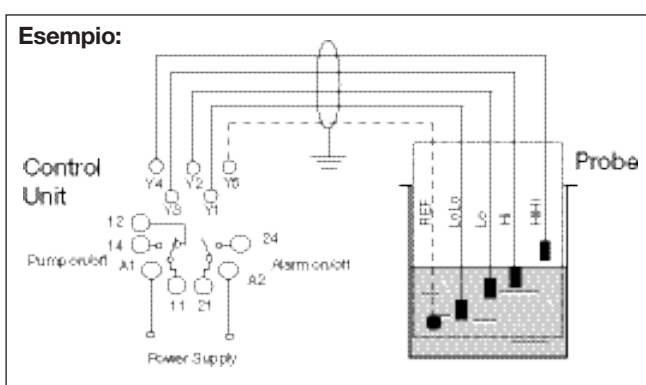 Esempio:
Control
Unit
Probe
Y4
Y3
Y2
Y1
Y5
REF
LoLo
Lo
Hi
HiHi
12
14
24
Pump on/off
A1
A2
Alarm on/off
11
21
Power Supply